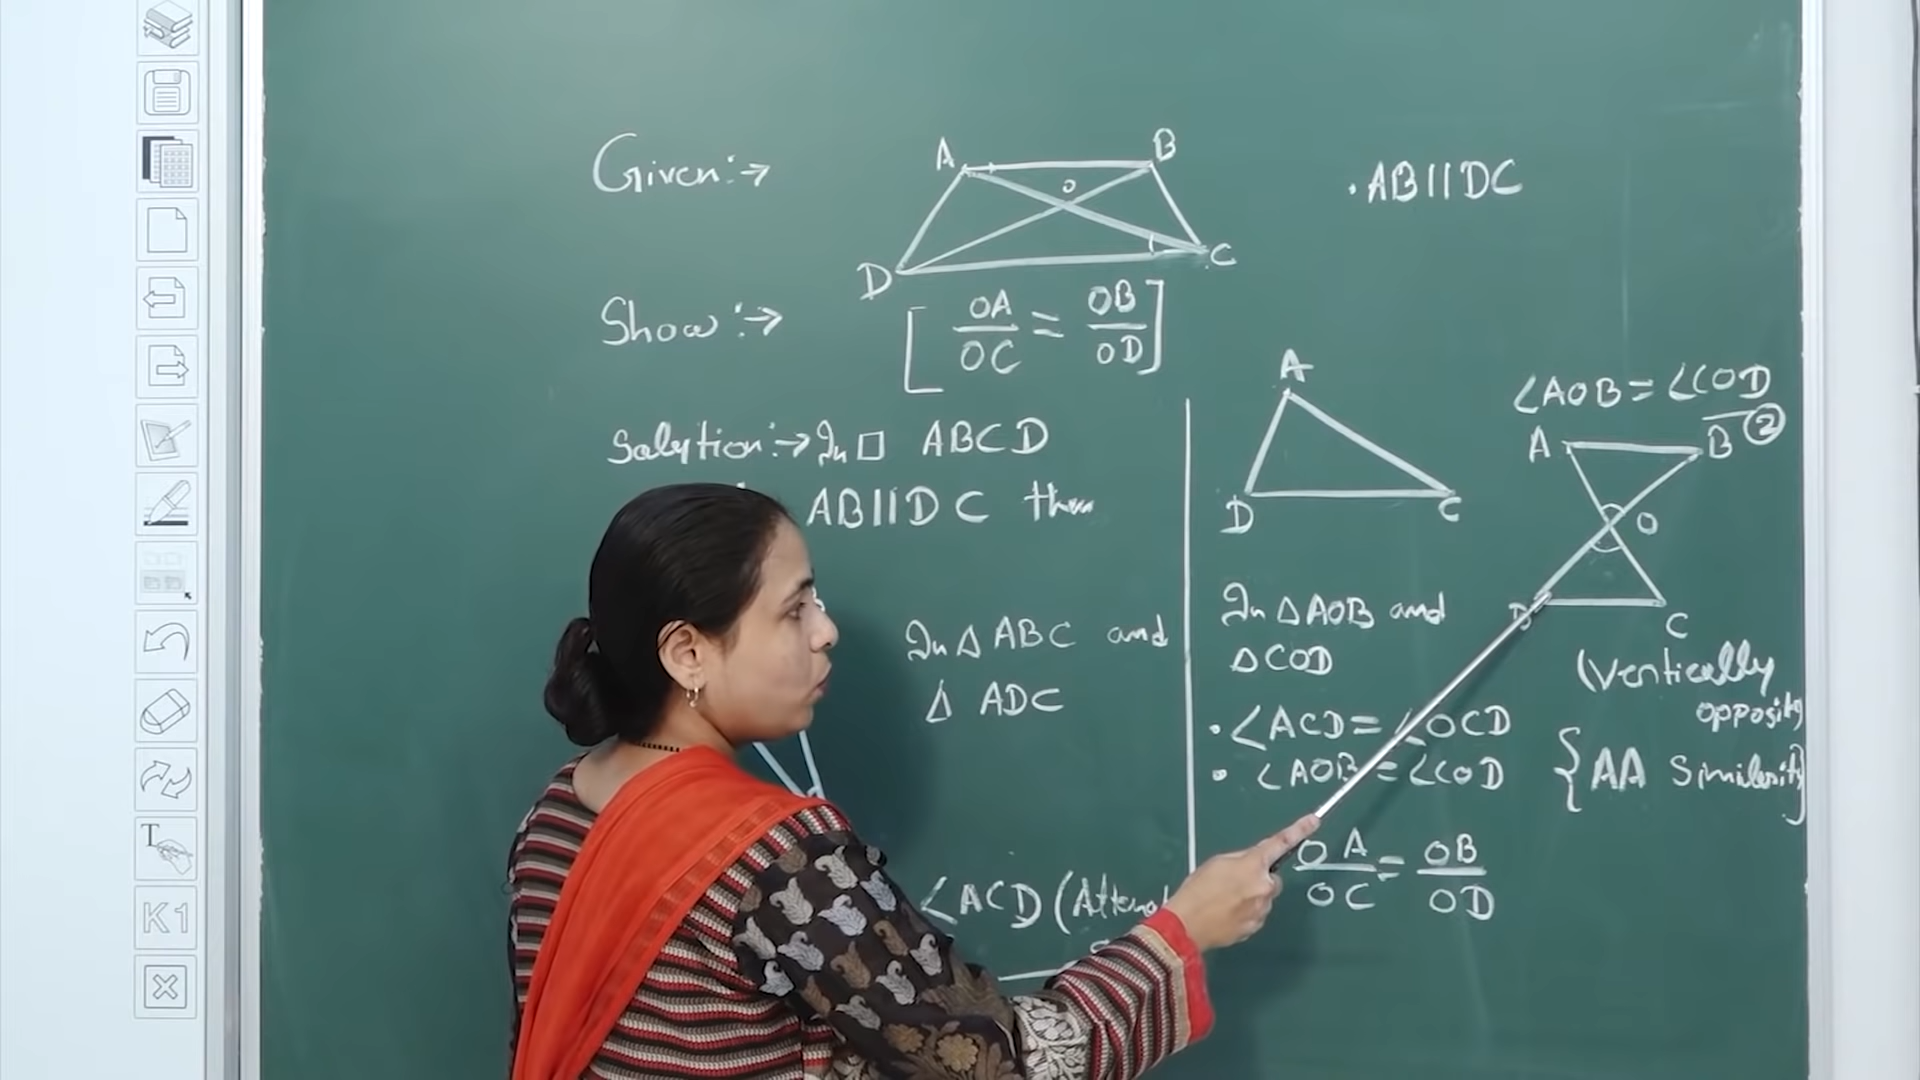 Given:→
A B
O
D C
. AB||DC
Show:→ [OA/OC = OB/OD]
Solution:→ In □ ABCD
AB||DC then
In △ ABC and
△ ADC
∠ACD (Alternat
A
D C
∠AOB = ∠COD
②
A B
O
D C
In △AOB and
△COD
(Vertically
opposite
• ∠ACD = ∠OCD
• ∠AOB = ∠COD
{AA Similarity}
OA/OC = OB/OD
T
K1